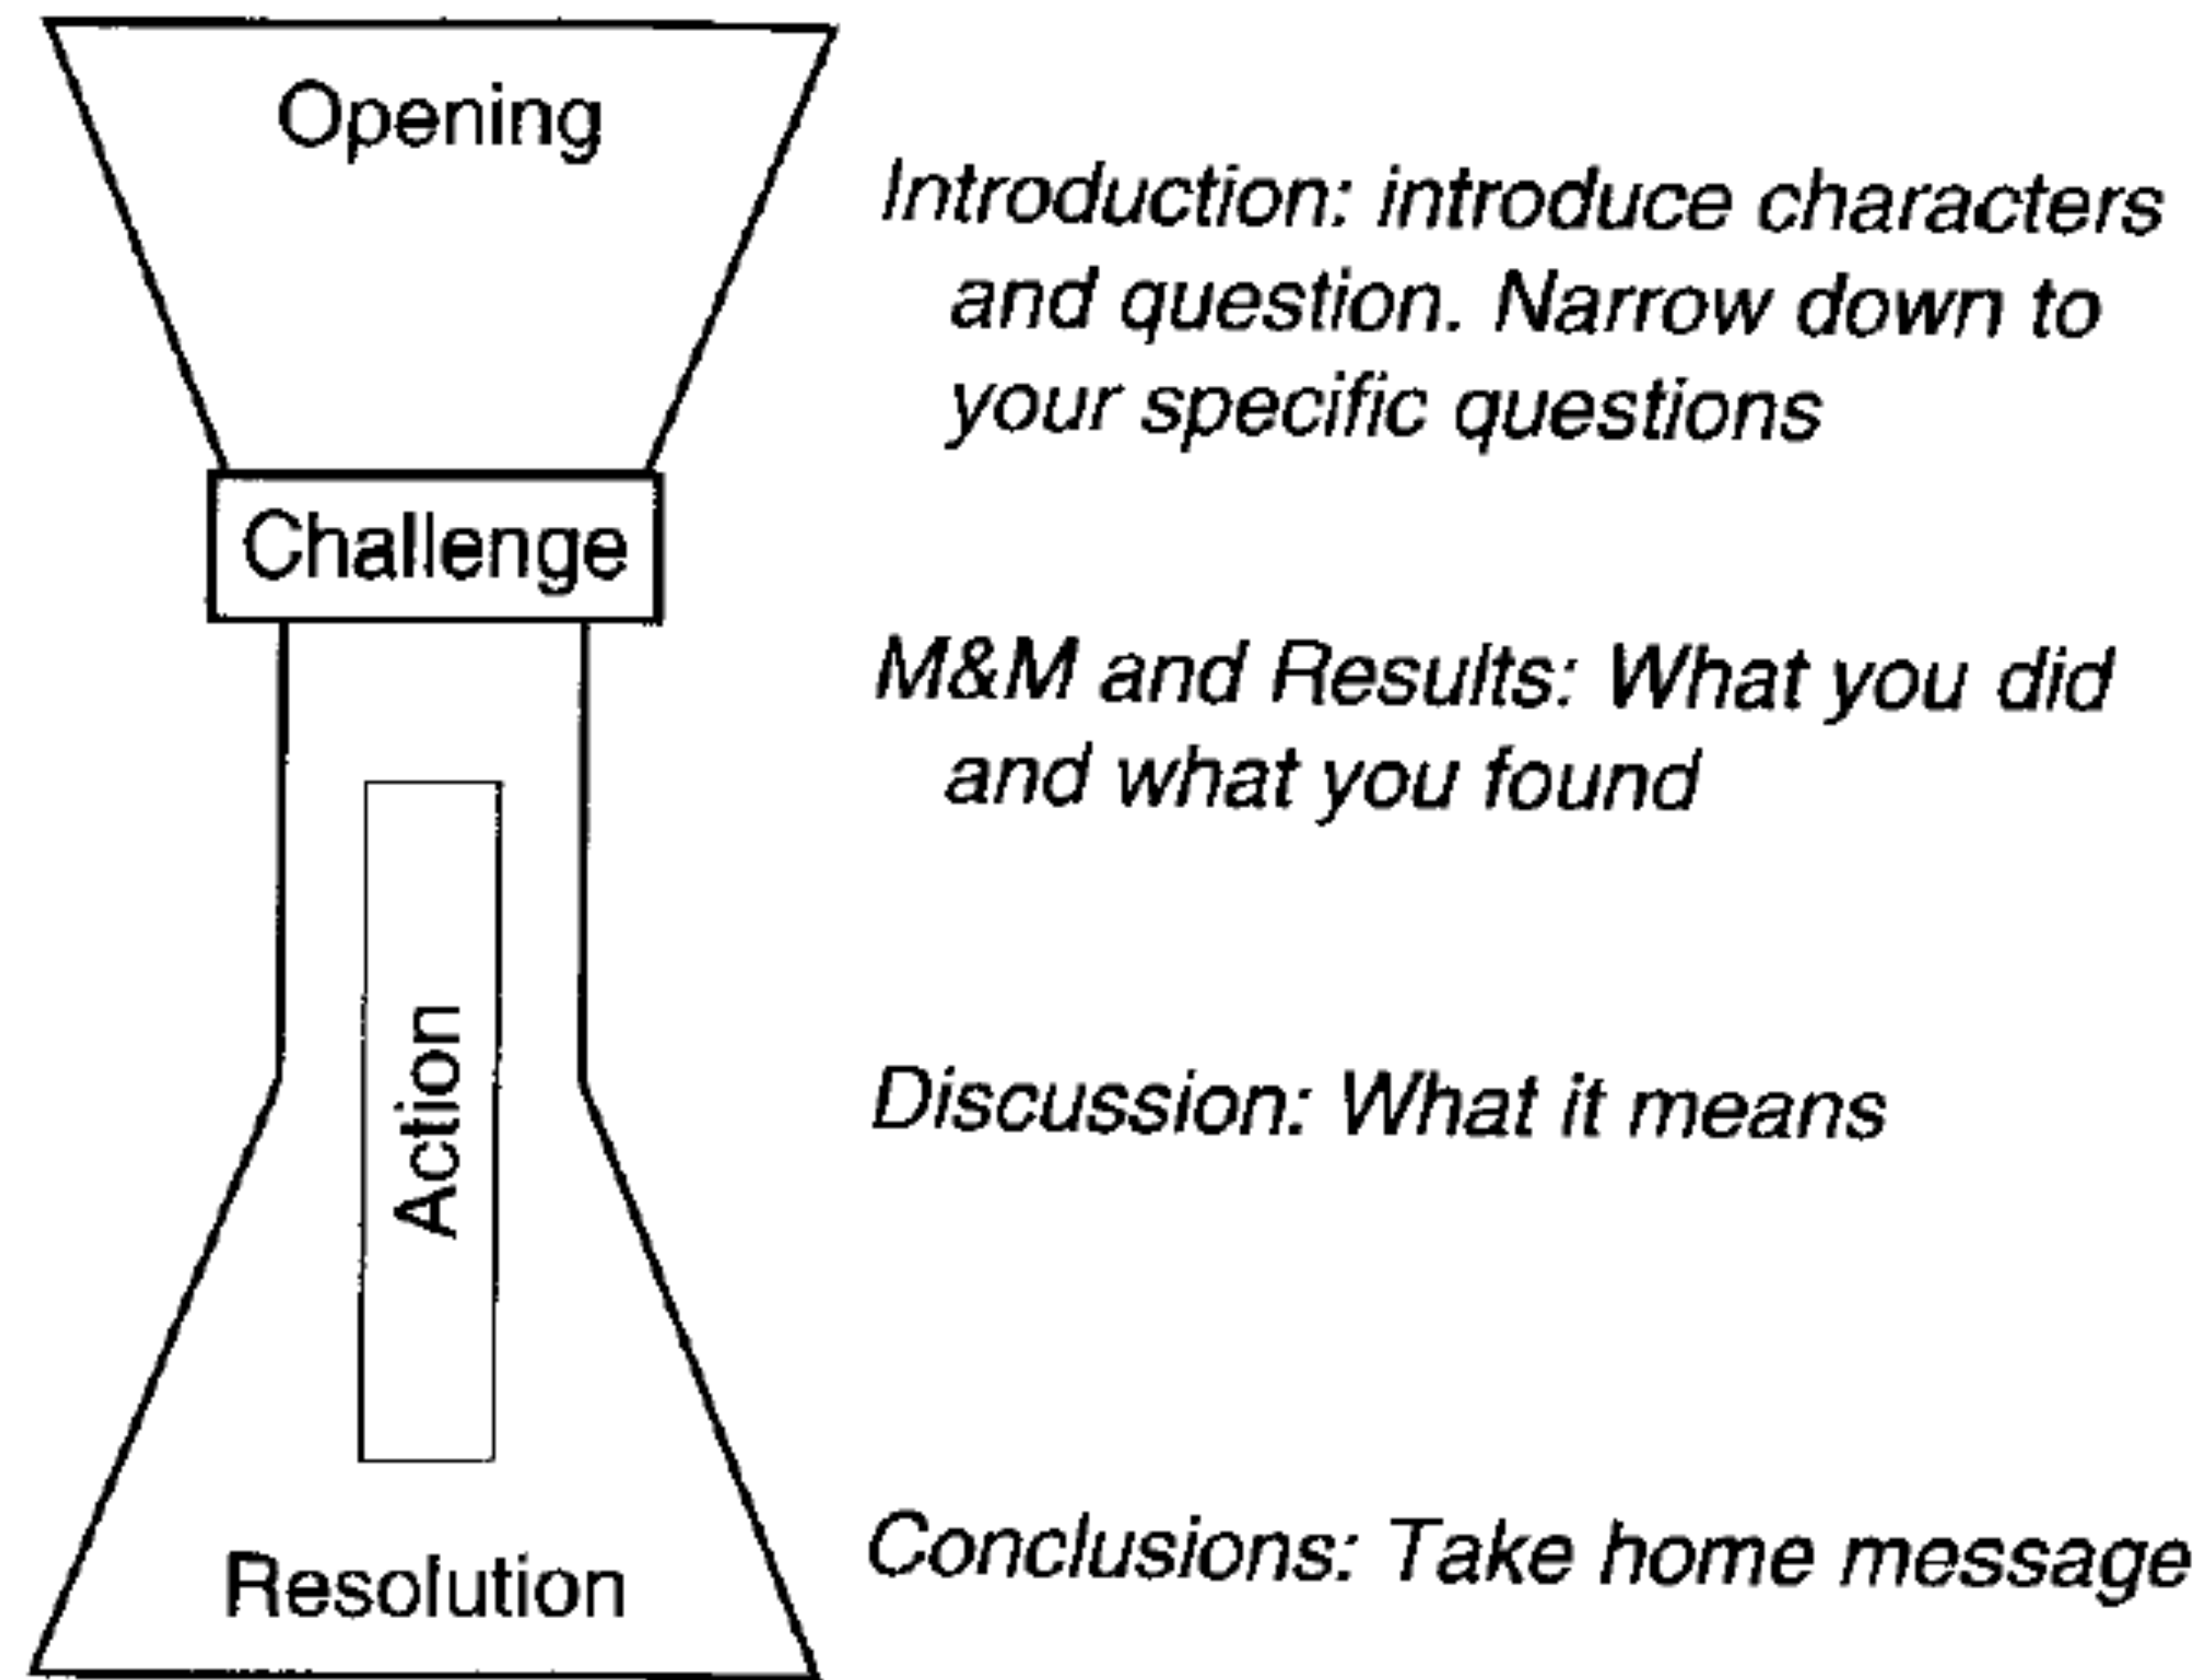 Opening
Introduction: introduce characters
and question. Narrow down to
your specific questions
Challenge
M&M and Results: What you did
and what you found
Action
Discussion: What it means
Conclusions: Take home message
Resolution